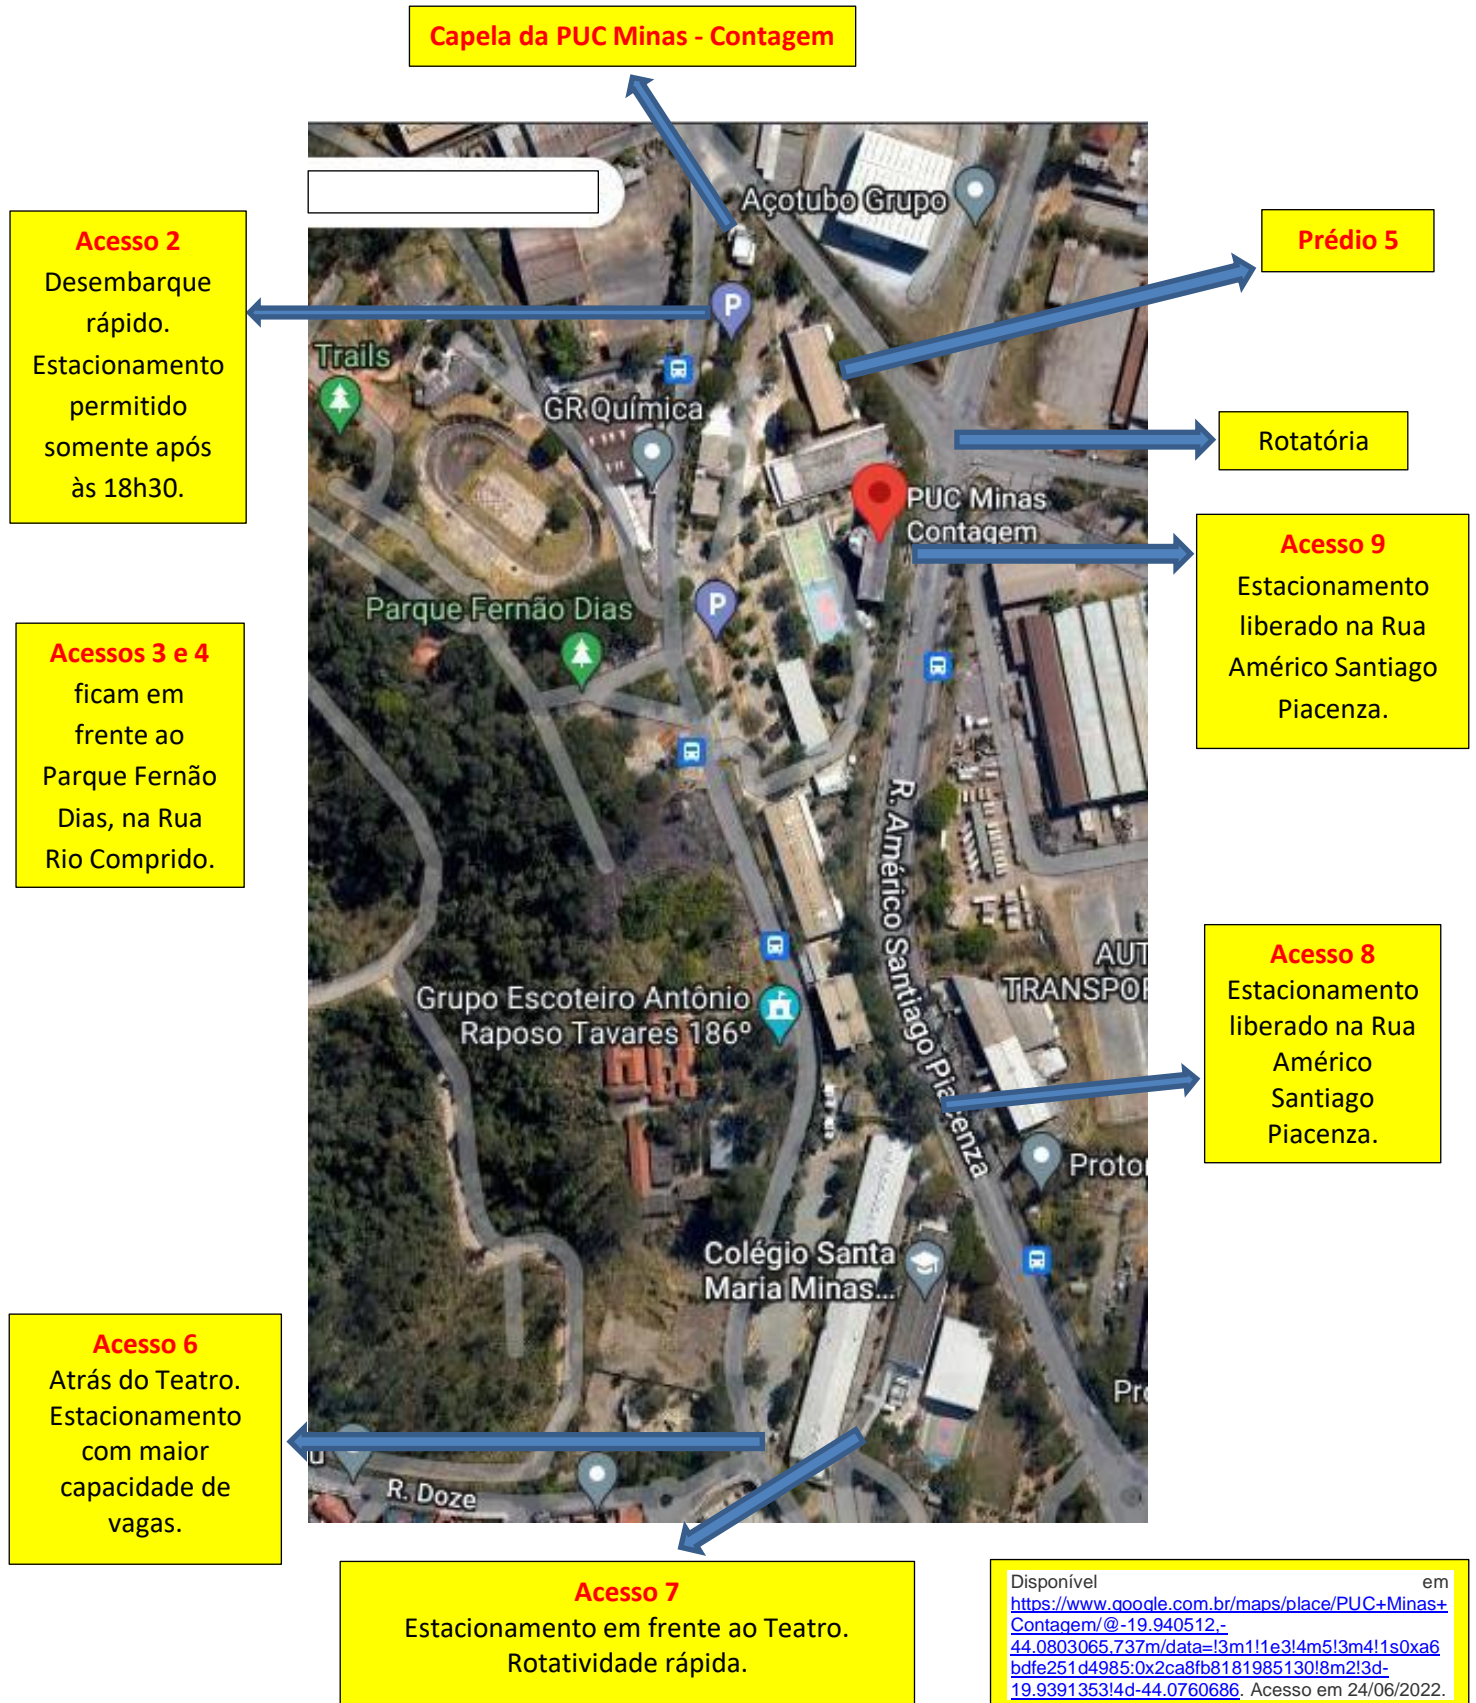 Capela da PUC Minas - Contagem
Açotubo Grupo
Acesso 2
Desembarque
rápido.
Estacionamento
permitido
somente após
às 18h30.
Prédio 5
P
Trails
GR Química
Rotatória
PUC Minas
Contagem
Acesso 9
Estacionamento
liberado na Rua
Américo Santiago
Piacenza.
Parque Fernão Dias
P
Acessos 3 e 4
ficam em
frente ao
Parque Fernão
Dias, na Rua
Rio Comprido.
R. Américo Santiago Piacenza
AUT
TRANSPOR
Grupo Escoteiro Antônio
Raposo Tavares 186º
Acesso 8
Estacionamento
liberado na Rua
Américo
Santiago
Piacenza.
Protop
Colégio Santa
Maria Minas...
Pro
Acesso 6
Atrás do Teatro.
Estacionamento
com maior
capacidade de
vagas.
u
R. Doze
Acesso 7
Estacionamento em frente ao Teatro.
Rotatividade rápida.
Disponível em
https://www.google.com.br/maps/place/PUC+Minas+
Contagem/@-19.940512,-
44.0803065,737m/data=!3m1!1e3!4m5!3m4!1s0xa6
bdfe251d4985:0x2ca8fb8181985130!8m2!3d-
19.9391353!4d-44.0760686. Acesso em 24/06/2022.